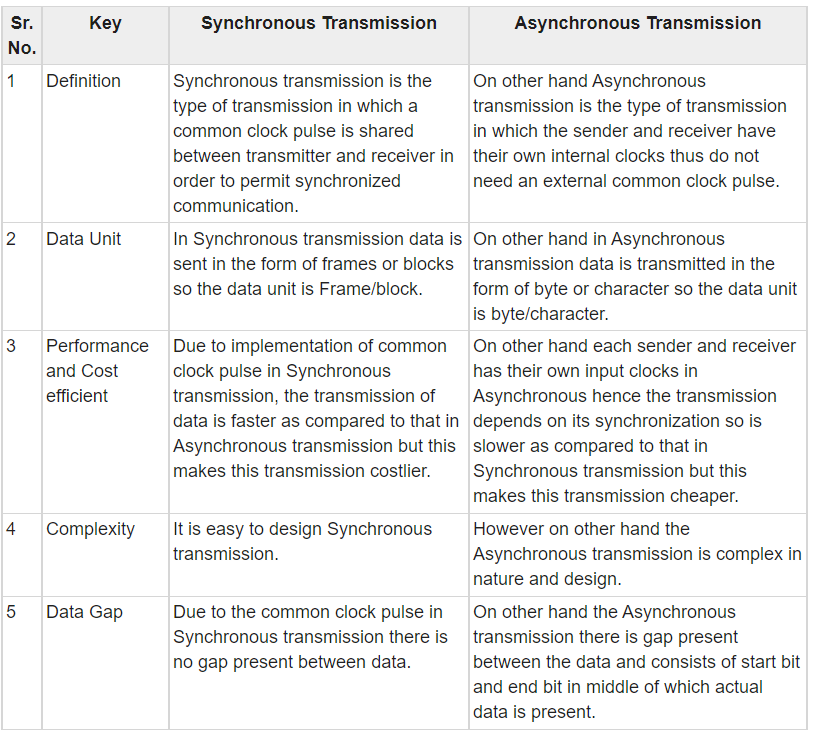 Sr. No.
Key
Synchronous Transmission
Asynchronous Transmission
1
Definition
Synchronous transmission is the
type of transmission in which a
common clock pulse is shared
between transmitter and receiver in
order to permit synchronized
communication.
On other hand Asynchronous
transmission is the type of transmission
in which the sender and receiver have
their own internal clocks thus do not
need an external common clock pulse.
2
Data Unit
In Synchronous transmission data is
sent in the form of frames or blocks
so the data unit is Frame/block.
On other hand in Asynchronous
transmission data is transmitted in the
form of byte or character so the data unit
is byte/character.
3
Performance
and Cost
efficient
Due to implementation of common
clock pulse in Synchronous
transmission, the transmission of
data is faster as compared to that in
Asynchronous transmission but this
makes this transmission costlier.
On other hand each sender and receiver
has their own input clocks in
Asynchronous hence the transmission
depends on its synchronization so is
slower as compared to that in
Synchronous transmission but this
makes this transmission cheaper.
4
Complexity
It is easy to design Synchronous
transmission.
However on other hand the
Asynchronous transmission is complex in
nature and design.
5
Data Gap
Due to the common clock pulse in
Synchronous transmission there is
no gap present between data.
On other hand the Asynchronous
transmission there is gap present
between the data and consists of start bit
and end bit in middle of which actual
data is present.